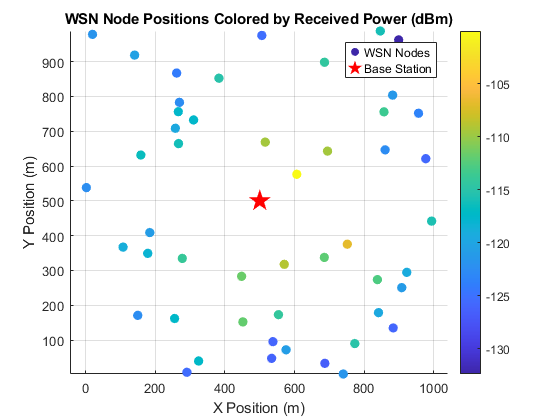 WSN Node Positions Colored by Received Power (dBm)
WSN Nodes
Base Station
900
800
700
600
500
400
300
200
100
Y Position (m)
0 200 400 600 800 1000
X Position (m)
-105
-110
-115
-120
-125
-130